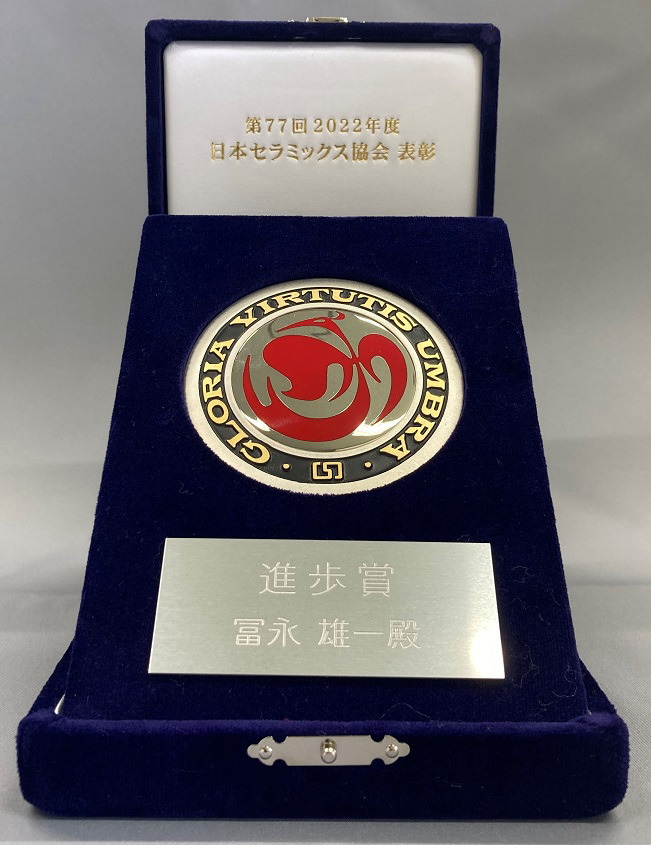 第77回 2022年度
日本セラミックス協会 表彰
GLORIA VIRTUTIS UMBRA
進歩賞
冨永 雄一殿